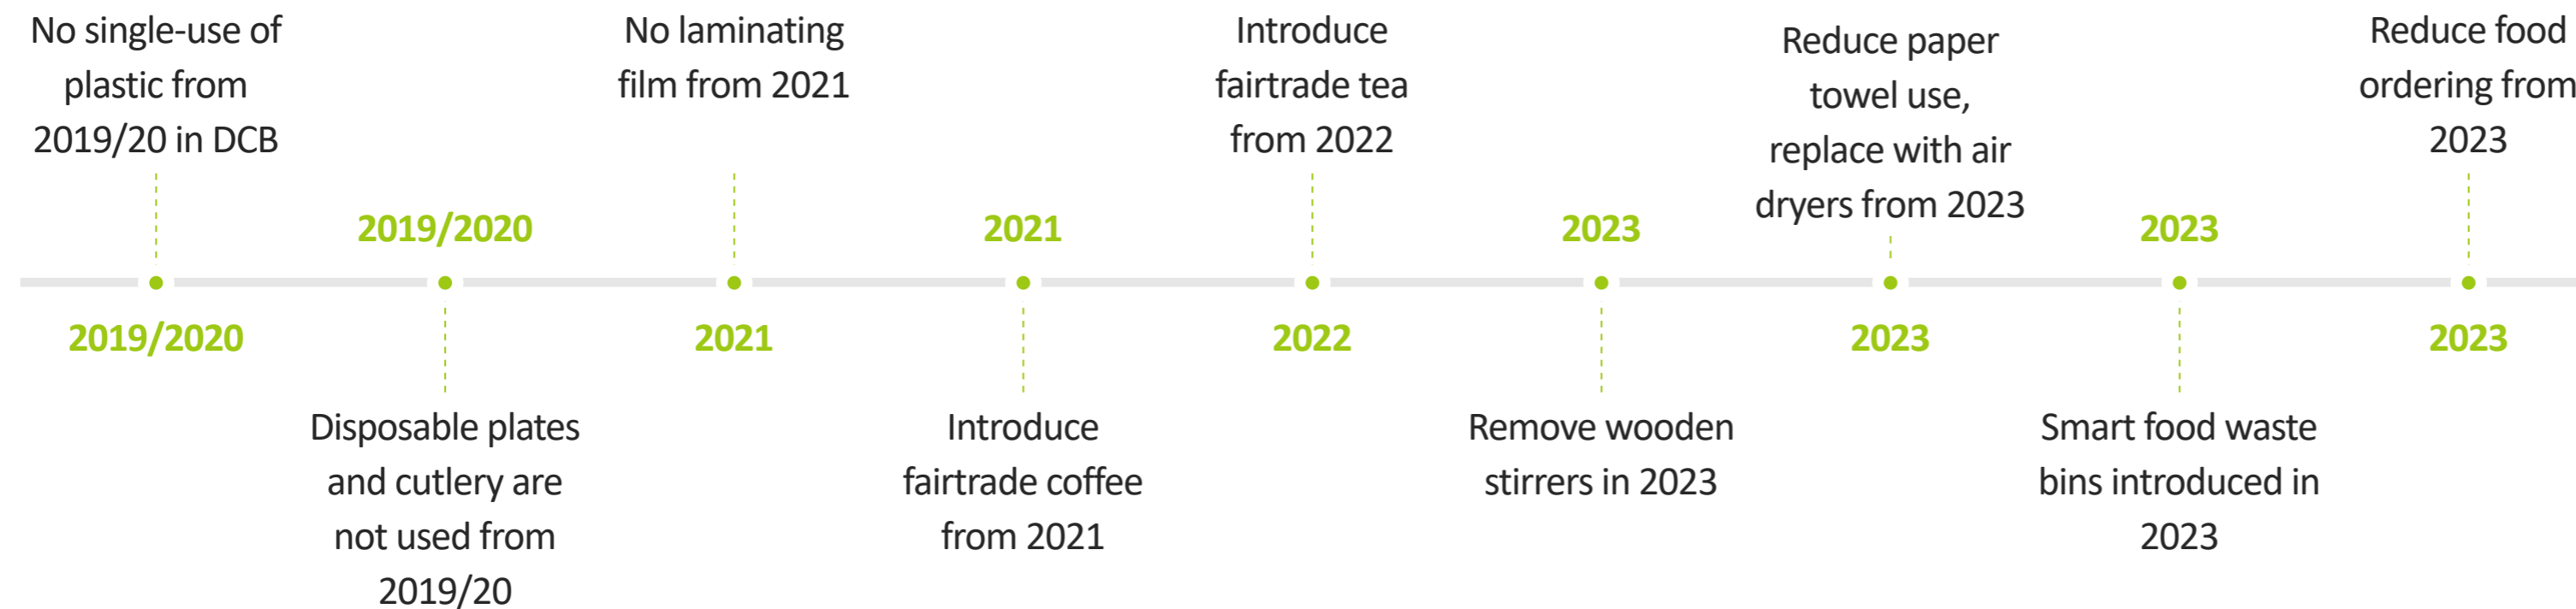 No single-use of
plastic from
2019/20 in DCB
2019/2020
2019/2020
Disposable plates
and cutlery are
not used from
2019/20
No laminating
film from 2021
2021
2021
Introduce
fairtrade coffee
from 2021
Introduce
fairtrade tea
from 2022
2022
2023
Remove wooden
stirrers in 2023
Reduce paper
towel use,
replace with air
dryers from 2023
2023
2023
Smart food waste
bins introduced in
2023
Reduce food
ordering from
2023
2023